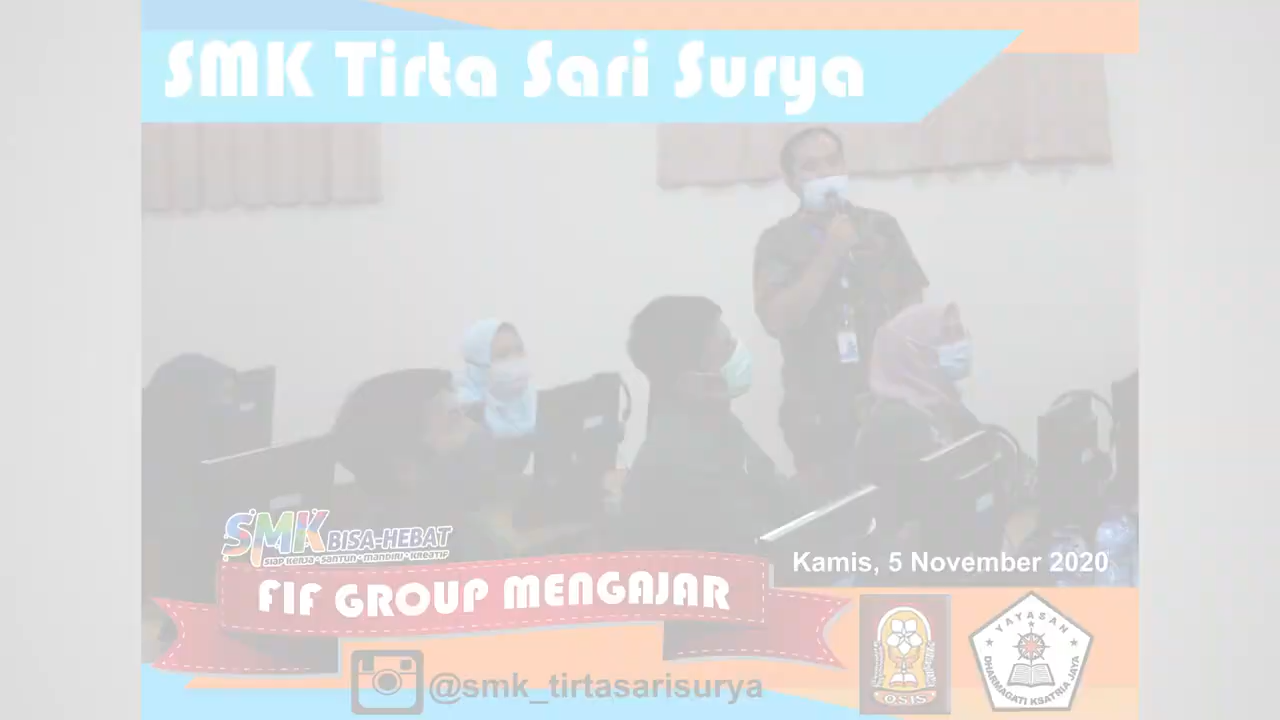 SMK Tirta Sari Surya
SMK BISA-HEBAT
SIAP KERJA • SANTUN • MANDIRI • KREATIF
Kamis, 5 November 2020
FIF GROUP MENGAJAR
@smk_tirtasarisurya
OSIS
YAYASAN
DHARMAGATI KSATRIA JAYA